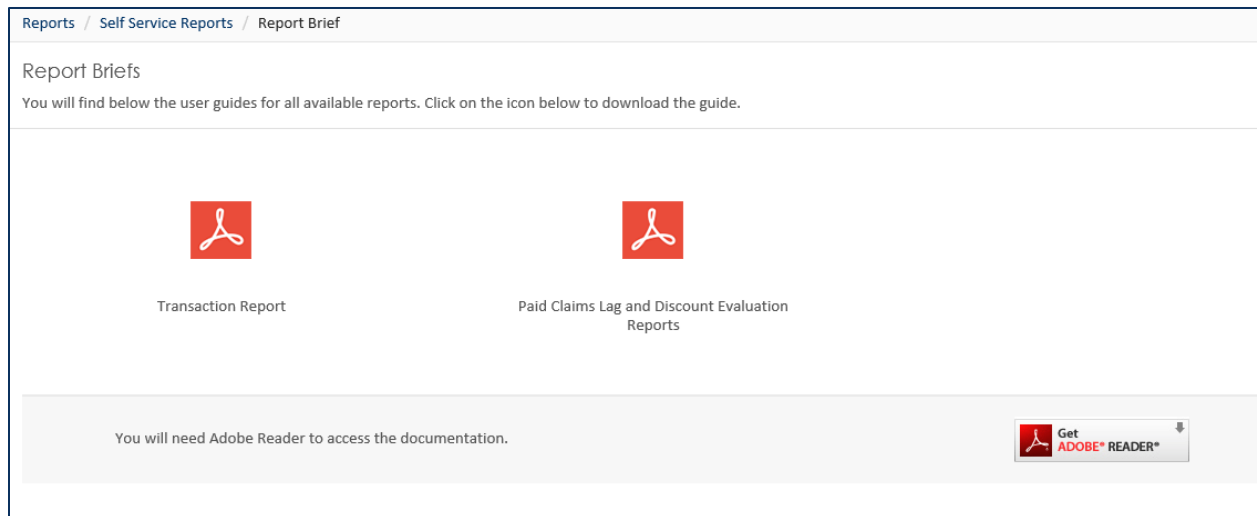 Reports / Self Service Reports / Report Brief
Report Briefs
You will find below the user guides for all available reports. Click on the icon below to download the guide.
Transaction Report
Paid Claims Lag and Discount Evaluation
Reports
You will need Adobe Reader to access the documentation.
Get
ADOBE® READER®